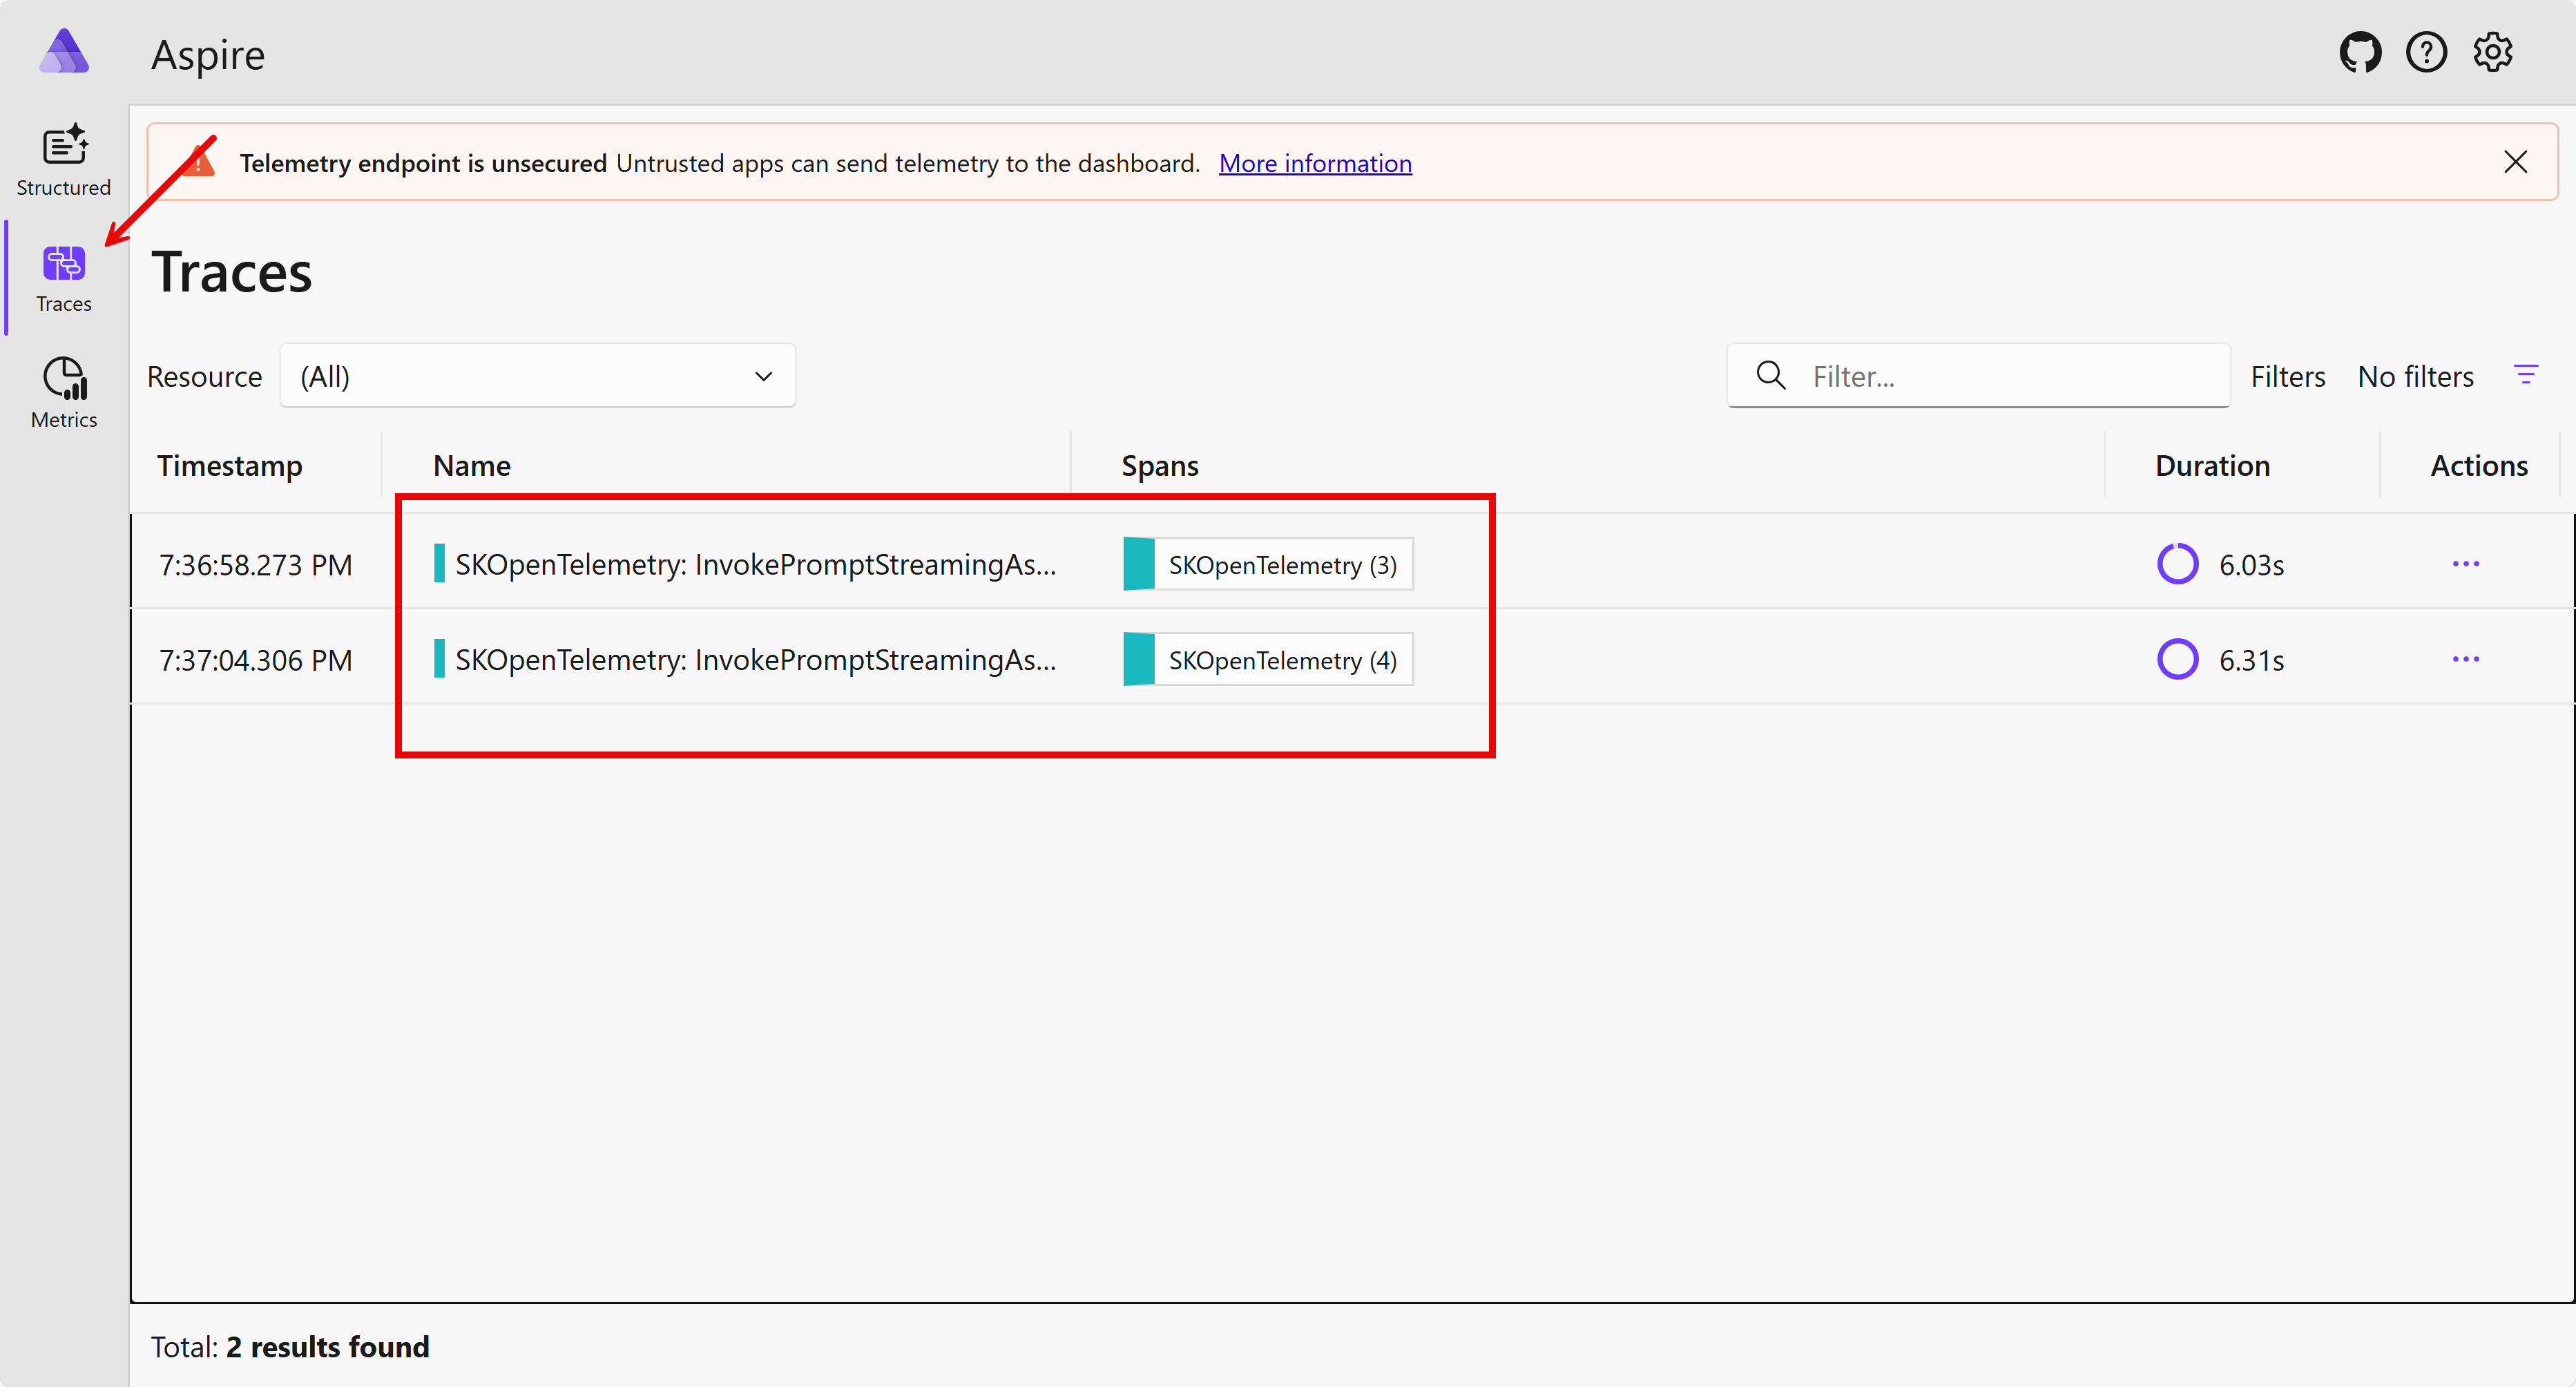 Aspire
Structured
Telemetry endpoint is unsecured Untrusted apps can send telemetry to the dashboard. More information
Traces
Traces
Resource (All) Filter... Filters No filters
Metrics
Timestamp Name Spans Duration Actions
7:36:58.273 PM SKOpenTelemetry: InvokePromptStreamingAs... SKOpenTelemetry (3) 6.03s
7:37:04.306 PM SKOpenTelemetry: InvokePromptStreamingAs... SKOpenTelemetry (4) 6.31s
Total: 2 results found